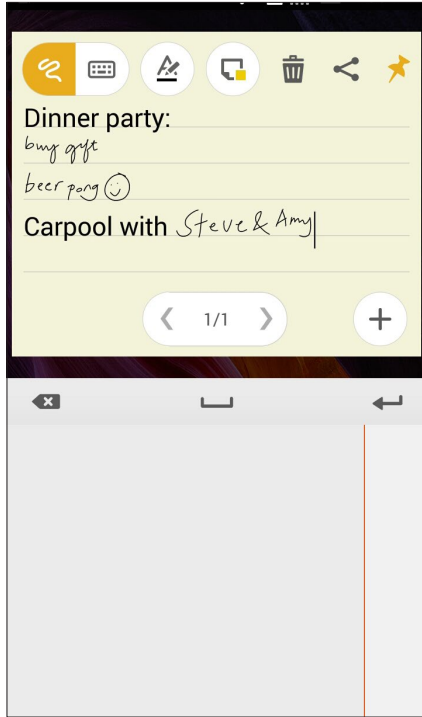 Dinner party:
buy gift
beer pong ☺
Carpool with Steve & Amy
1/1